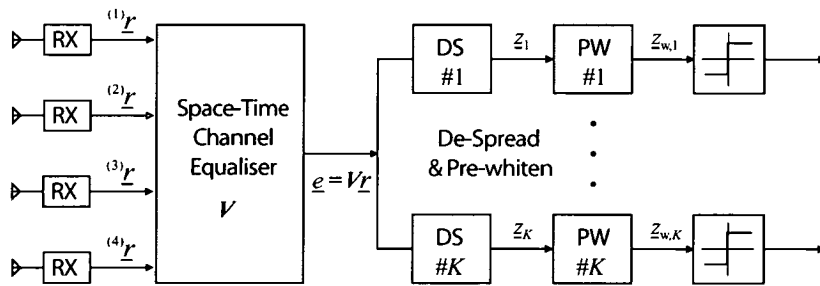 RX
(1)r
RX
(2)r
RX
(3)r
RX
(4)r
Space-Time
Channel
Equaliser
V
e = Vr
DS
#1
z1
PW
#1
zw,1
De-Spread
& Pre-whiten
DS
#K
zK
PW
#K
zw,K